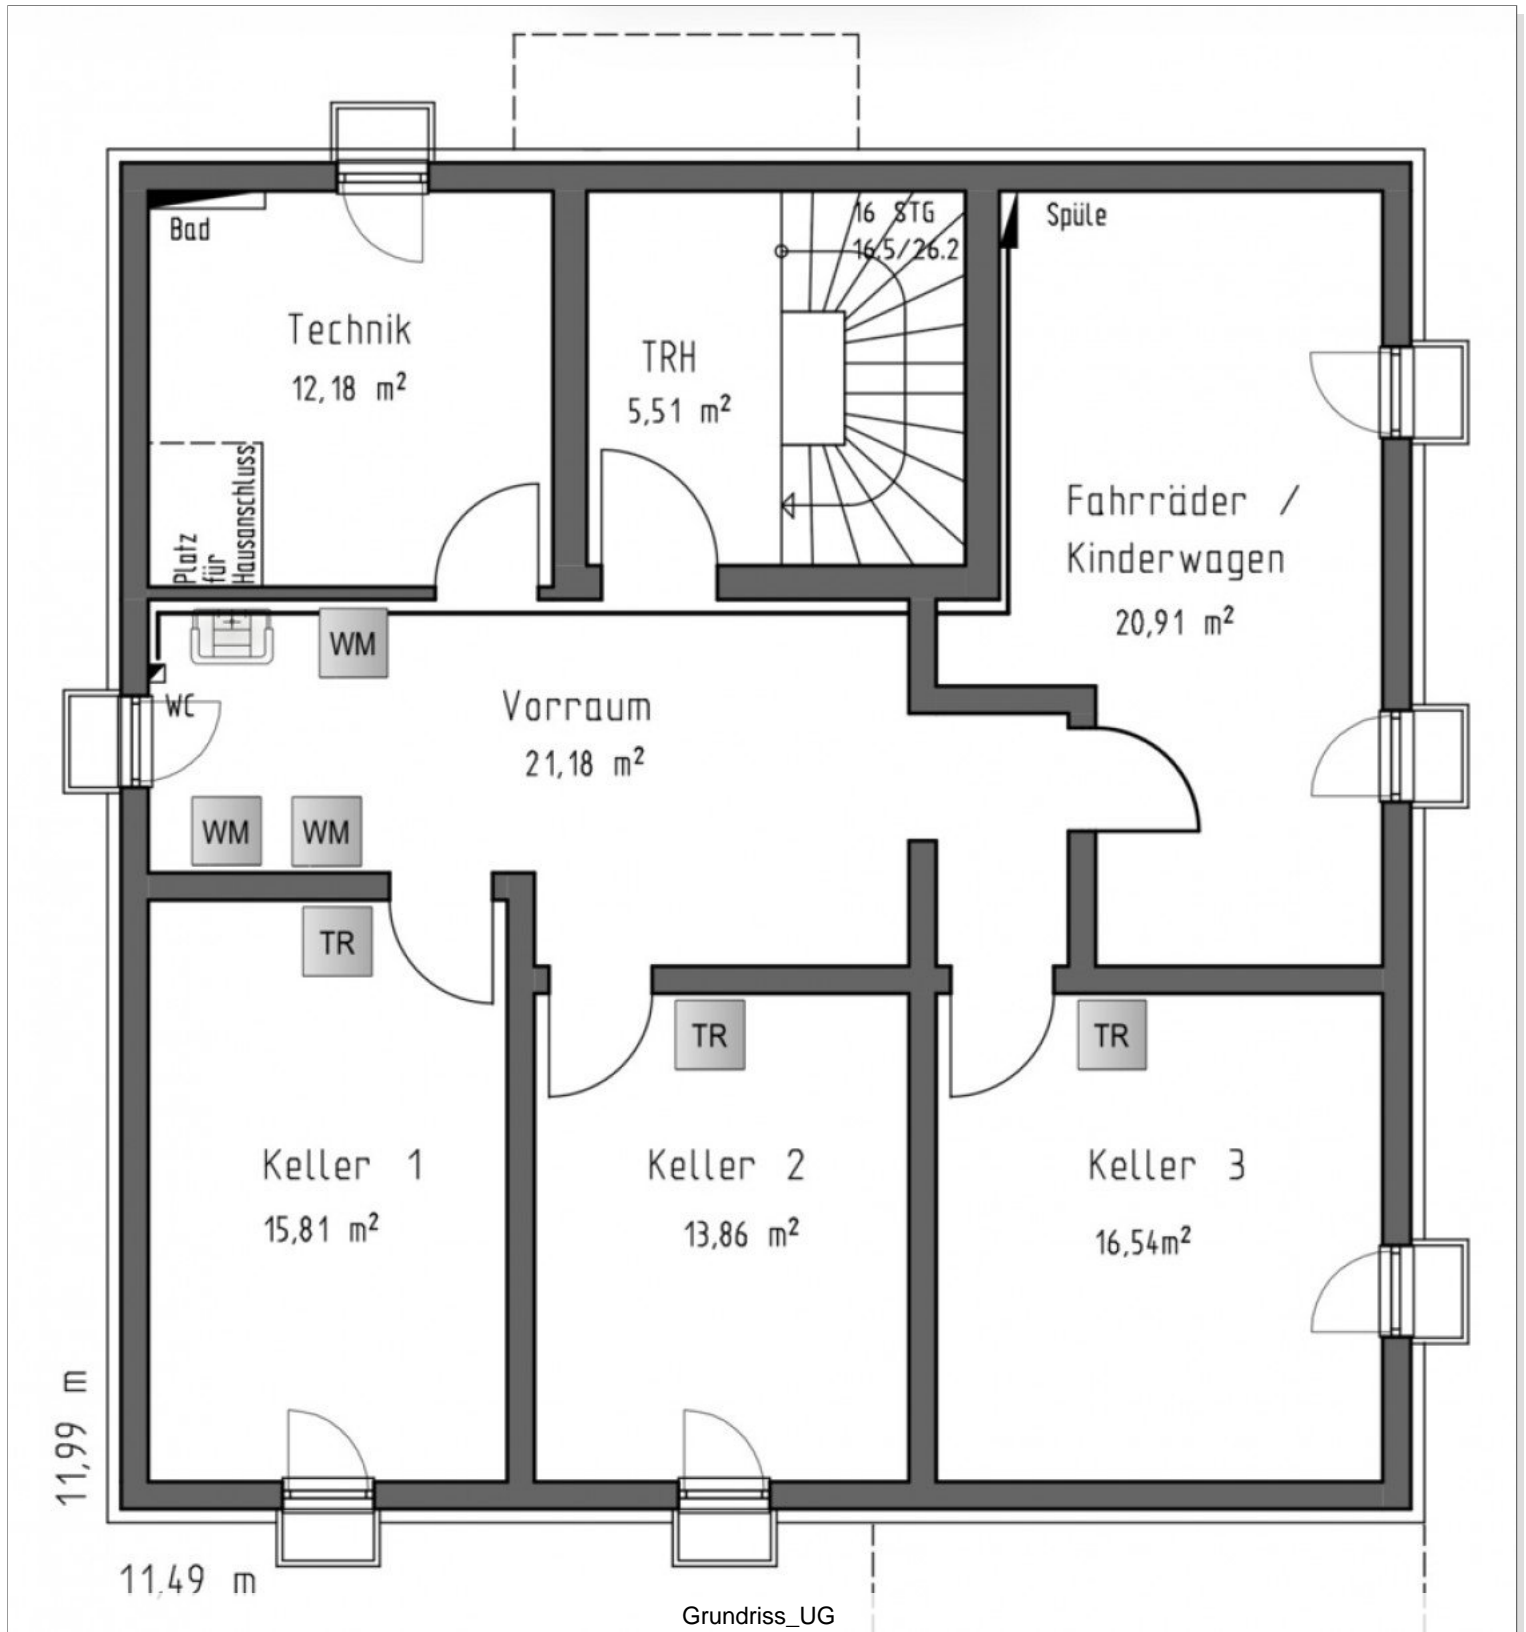 Bad
16 STG
16.5/26.2
Spüle
Technik
12,18 m²
TRH
5,51 m²
Platz
für
Hausanschluss
Fahrräder /
Kinderwagen
20,91 m²
WM
WC
Vorraum
21,18 m²
WM
WM
TR
TR
TR
Keller 1
15,81 m²
Keller 2
13,86 m²
Keller 3
16,54m²
11,99 m
11,49 m
Grundriss_UG